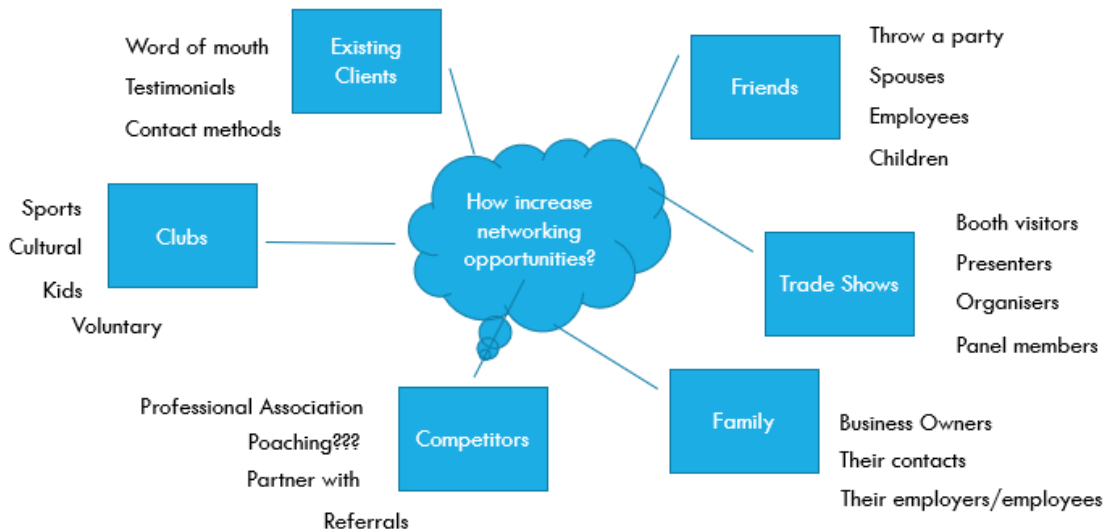 How increase
networking
opportunities?
Existing
Clients
Word of mouth
Testimonials
Contact methods
Friends
Throw a party
Spouses
Employees
Children
Clubs
Sports
Cultural
Kids
Voluntary
Trade Shows
Booth visitors
Presenters
Organisers
Panel members
Competitors
Professional Association
Poaching???
Partner with
Referrals
Family
Business Owners
Their contacts
Their employers/employees